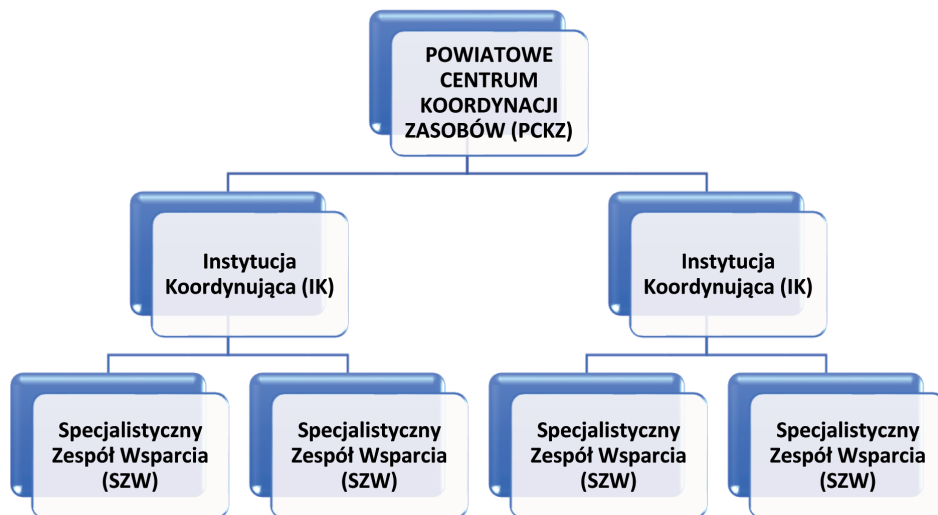 POWIATOWE
CENTRUM
KOORDYNACJI
ZASOBÓW (PCKZ)
Instytucja
Koordynująca (IK)
Instytucja
Koordynująca (IK)
Specjalistyczny
Zespół Wsparcia
(SZW)
Specjalistyczny
Zespół Wsparcia
(SZW)
Specjalistyczny
Zespół Wsparcia
(SZW)
Specjalistyczny
Zespół Wsparcia
(SZW)